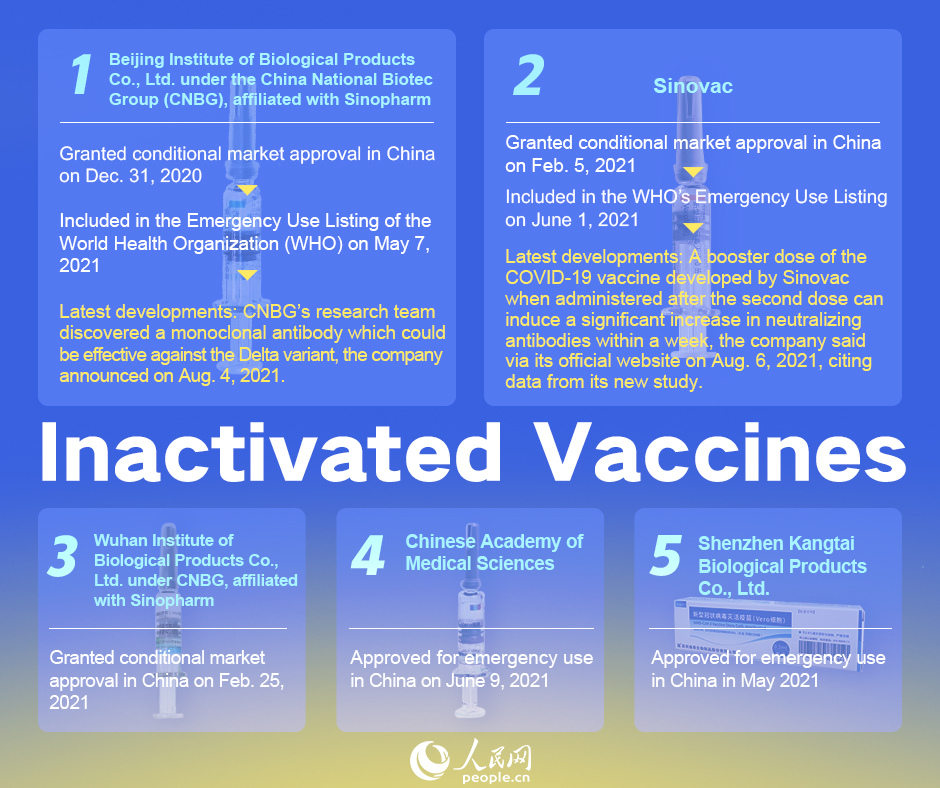 1
Beijing Institute of Biological Products
Co., Ltd. under the China National Biotec
Group (CNBG), affiliated with Sinopharm
Granted conditional market approval in China
on Dec. 31, 2020
Included in the Emergency Use Listing of the
World Health Organization (WHO) on May 7,
2021
Latest developments: CNBG's research team
discovered a monoclonal antibody which could
be effective against the Delta variant, the company
announced on Aug. 4, 2021.
2
Sinovac
Granted conditional market approval in China
on Feb. 5, 2021
Included in the WHO's Emergency Use Listing
on June 1, 2021
Latest developments: A booster dose of the
COVID-19 vaccine developed by Sinovac
when administered after the second dose can
induce a significant increase in neutralizing
antibodies within a week, the company said
via its official website on Aug. 6, 2021, citing
data from its new study.
Inactivated Vaccines
3
Wuhan Institute of
Biological Products Co.,
Ltd. under CNBG, affiliated
with Sinopharm
Granted conditional market
approval in China on Feb. 25,
2021
4
Chinese Academy of
Medical Sciences
Approved for emergency use
in China on June 9, 2021
5
Shenzhen Kangtai
Biological Products
Co., Ltd.
新型冠状病毒灭活疫苗(Vero细胞)
Approved for emergency use
in China in May 2021
人民网
people.cn